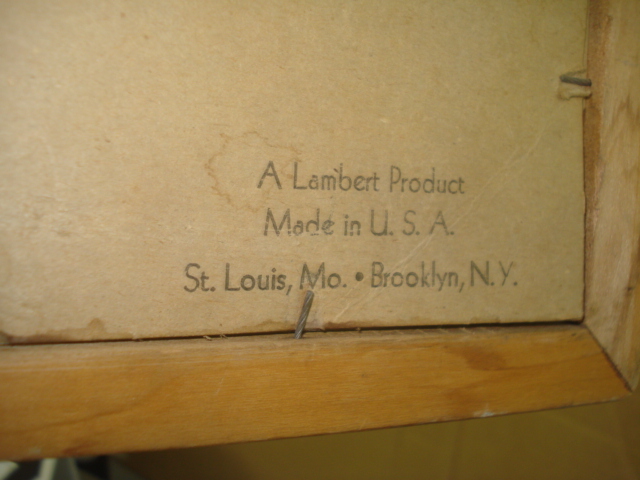 A Lambert Product
Made in U. S. A.
St. Louis, Mo. • Brooklyn, N. Y.